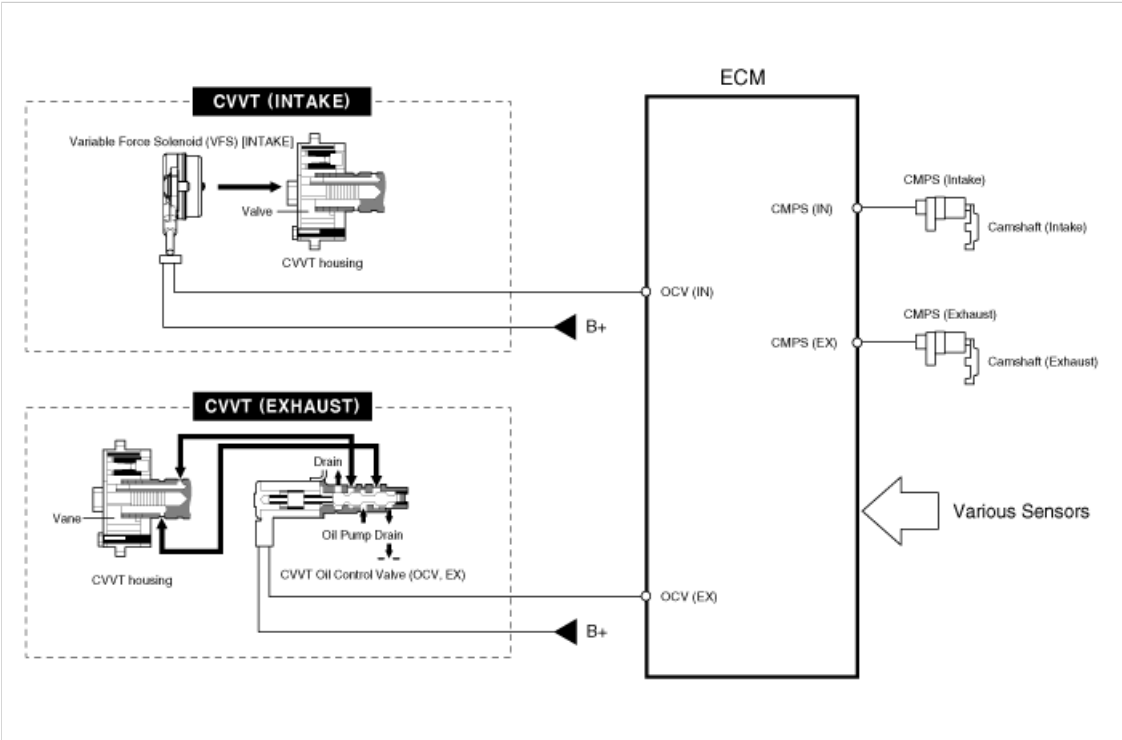 ECM
CVVT (INTAKE)
Variable Force Solenoid (VFS) [INTAKE]
Valve
CVVT housing
OCV (IN)
B+
CMPS (IN)
CMPS (Intake)
Camshaft (Intake)
CMPS (EX)
CMPS (Exhaust)
Camshaft (Exhaust)
CVVT (EXHAUST)
Drain
Vane
Oil Pump Drain
CVVT Oil Control Valve (OCV, EX)
CVVT housing
OCV (EX)
B+
Various Sensors